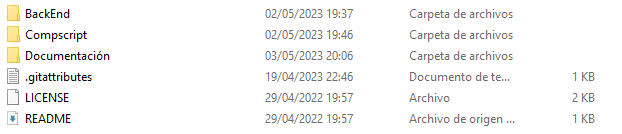 BackEnd 02/05/2023 19:37 Carpeta de archivos
Compscript 02/05/2023 19:46 Carpeta de archivos
Documentación 03/05/2023 20:06 Carpeta de archivos
.gitattributes 19/04/2023 22:46 Documento de te... 1 KB
LICENSE 29/04/2022 19:57 Archivo 2 KB
README 29/04/2022 19:57 Archivo de origen ... 1 KB